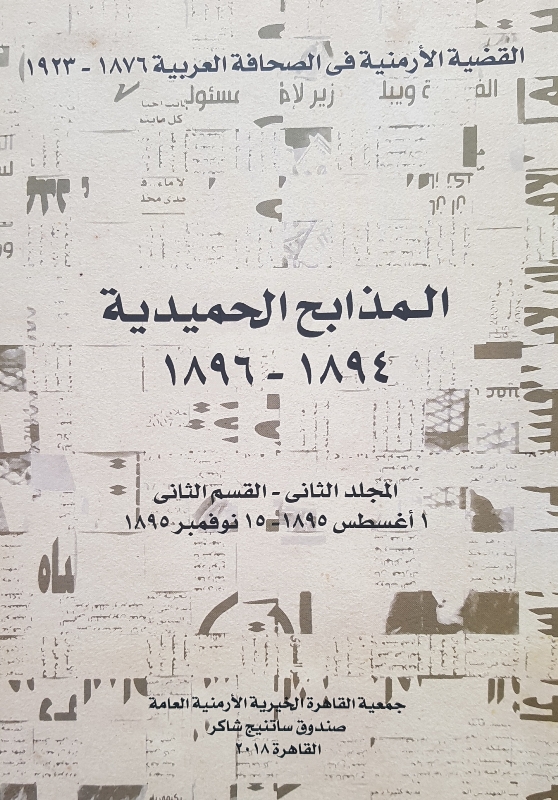 القضية الأرمنية فى الصحافة العربية ١٨٧٦ - ١٩٢٣
المذابح الحميدية
١٨٩٤ - ١٨٩٦
المجلد الثانى - القسم الثانى
١ أغسطس ١٨٩٥ - ١٥ نوفمبر ١٨٩٥
جمعية القاهرة الخيرية الأرمنية العامة
صندوق ساتنيج شاكر
القاهرة ٢٠١٨